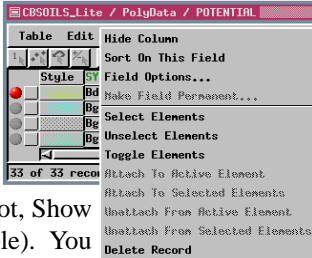 CBSOILS_Lite / PolyData / POTENTIAL
Table Edit
Style SY
Bd
Bg
Bg
Bg
33 of 33 recor
Hide Column
Sort On This Field
Field Options...
Make Field Permanent...
Select Elements
Unselect Elements
Toggle Elements
Attach To Active Element
Attach To Selected Elements
Unattach From Active Element
Unattach From Selected Elements
Delete Record
ot, Show
le). You